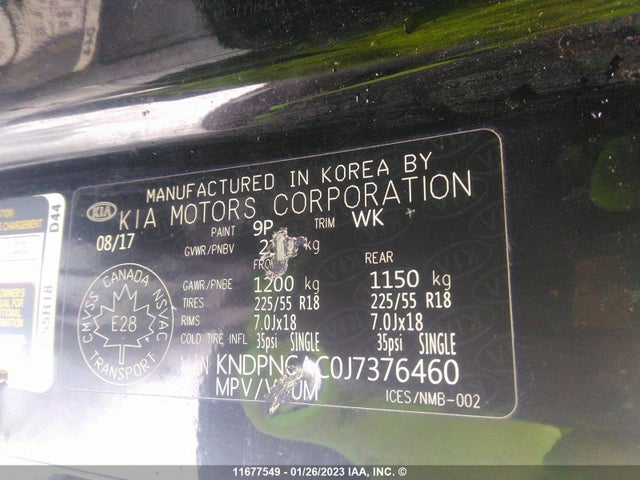 MANUFACTURED IN KOREA BY
KIA KIA MOTORS CORPORATION
08/17 PAINT 9P TRIM WK
GVWR/PNBV kg
REAR
GAWR/PNBE 1200 kg 1150 kg
TIRES 225/55 R18 225/55 R18
RIMS 7.0Jx18 7.0Jx18
COLD TIRE INFL 35psi SINGLE 35psi SINGLE
CANADA
CMVSS NSVAC
E28
TRANSPORT
ICES/NMB-002
D44
11677549 - 01/26/2023 IAA, INC. ©